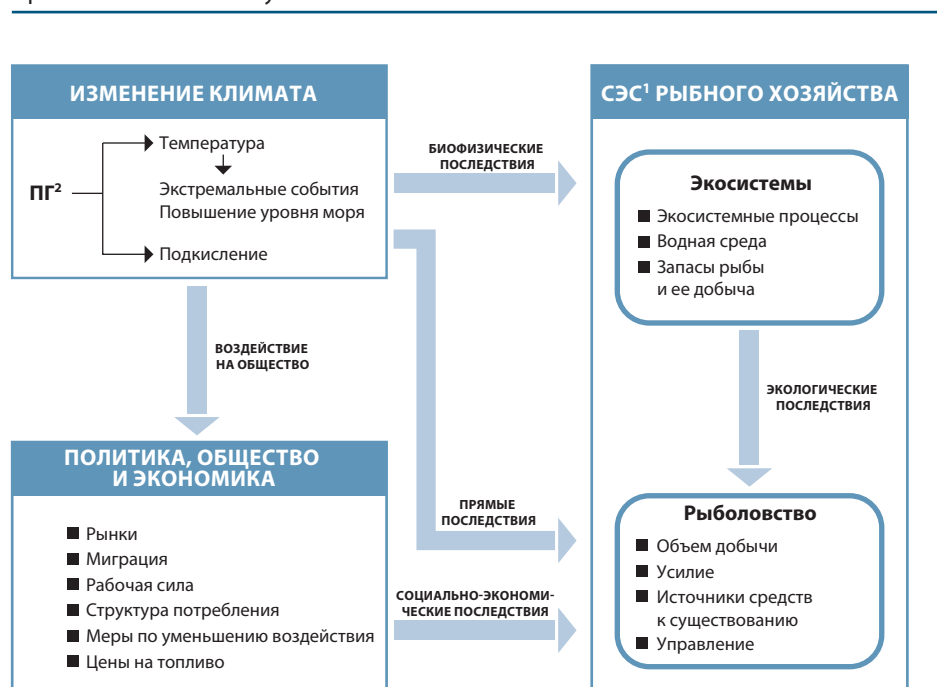 ИЗМЕНЕНИЕ КЛИМАТА
ПГ²
Температура
Экстремальные события
Повышение уровня моря
Подкисление
БИОФИЗИЧЕСКИЕ
ПОСЛЕДСТВИЯ
СЭС¹ РЫБНОГО ХОЗЯЙСТВА
Экосистемы
■ Экосистемные процессы
■ Водная среда
■ Запасы рыбы
и ее добыча
ВОЗДЕЙСТВИЕ
НА ОБЩЕСТВО
ЭКОЛОГИЧЕСКИЕ
ПОСЛЕДСТВИЯ
ПОЛИТИКА, ОБЩЕСТВО
И ЭКОНОМИКА
■ Рынки
■ Миграция
■ Рабочая сила
■ Структура потребления
■ Меры по уменьшению воздействия
■ Цены на топливо
ПРЯМЫЕ
ПОСЛЕДСТВИЯ
СОЦИАЛЬНО-ЭКОНОМИ-
ЧЕСКИЕ ПОСЛЕДСТВИЯ
Рыболовство
■ Объем добычи
■ Усилие
■ Источники средств
к существованию
■ Управление